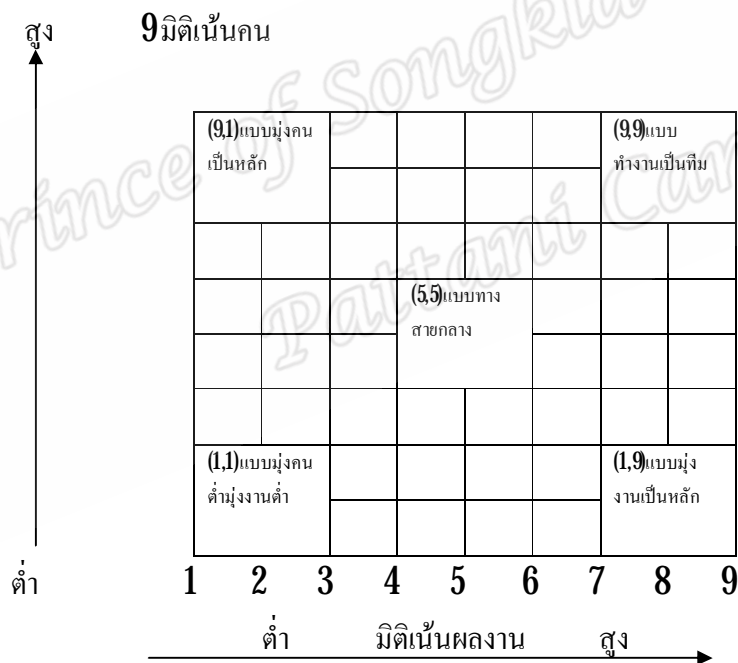 สูง 9มิติเน้นคน
(9,1)แบบมุ่งคน
เป็นหลัก
(9,9)แบบ
ทำงานเป็นทีม
(5,5)แบบทาง
สายกลาง
(1,1)แบบมุ่งคน
ต่ำมุ่งงานต่ำ
(1,9)แบบมุ่ง
งานเป็นหลัก
ต่ำ 1 2 3 4 5 6 7 8 9
ต่ำ มิติเน้นผลงาน สูง
Prince of Songkla
Pattani Cam